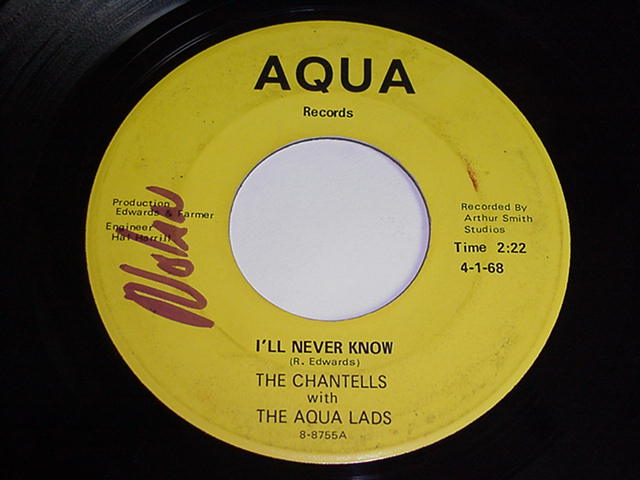 AQUA
Records
Production
Edwards & Farmer
Engineer
Hal Harrill
Recorded By
Arthur Smith
Studios
Time 2:22
4-1-68
I'LL NEVER KNOW
(R. Edwards)
THE CHANTELLS
with
THE AQUA LADS
8-8755A